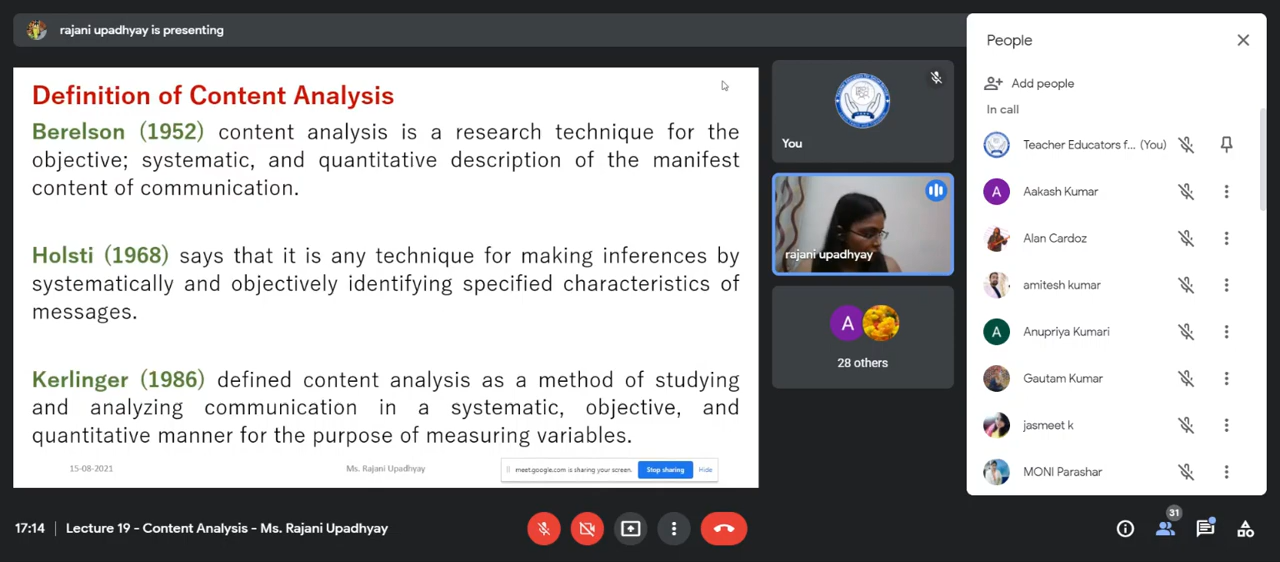 rajani upadhyay is presenting
Definition of Content Analysis
Berelson (1952) content analysis is a research technique for the
objective; systematic, and quantitative description of the manifest
content of communication.
Holsti (1968) says that it is any technique for making inferences by
systematically and objectively identifying specified characteristics of
messages.
Kerlinger (1986) defined content analysis as a method of studying
and analyzing communication in a systematic, objective, and
quantitative manner for the purpose of measuring variables.
15-08-2021
Ms. Rajani Upadhyay
meet.google.com is sharing your screen.
Stop sharing
Hide
You
rajani upadhyay
A
28 others
People
Add people
In call
Teacher Educators f... (You)
A
Aakash Kumar
Alan Cardoz
amitesh kumar
A
Anupriya Kumari
Gautam Kumar
jasmeet k
MONI Parashar
17:14
Lecture 19 - Content Analysis - Ms. Rajani Upadhyay
31